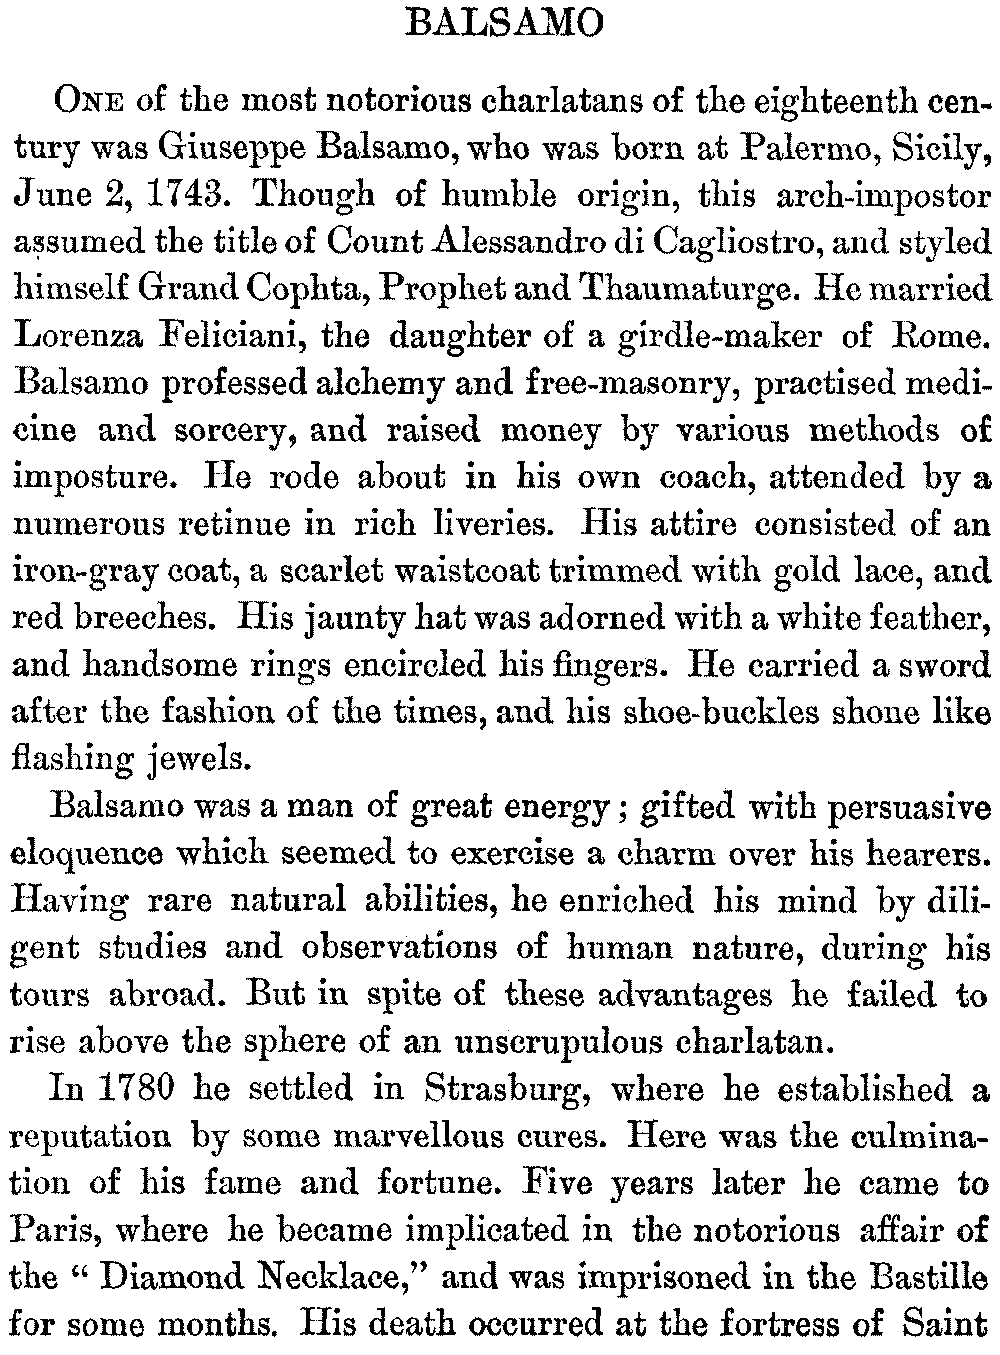 BALSAMO
ONE of the most notorious charlatans of the eighteenth cen-
tury was Giuseppe Balsamo, who was born at Palermo, Sicily,
June 2, 1743. Though of humble origin, this arch-impostor
assumed the title of Count Alessandro di Cagliostro, and styled
himself Grand Cophta, Prophet and Thaumaturge. He married
Lorenza Feliciani, the daughter of a girdle-maker of Rome.
Balsamo professed alchemy and free-masonry, practised medi-
cine and sorcery, and raised money by various methods of
imposture. He rode about in his own coach, attended by a
numerous retinue in rich liveries. His attire consisted of an
iron-gray coat, a scarlet waistcoat trimmed with gold lace, and
red breeches. His jaunty hat was adorned with a white feather,
and handsome rings encircled his fingers. He carried a sword
after the fashion of the times, and his shoe-buckles shone like
flashing jewels.
Balsamo was a man of great energy; gifted with persuasive
eloquence which seemed to exercise a charm over his hearers.
Having rare natural abilities, he enriched his mind by dili-
gent studies and observations of human nature, during his
tours abroad. But in spite of these advantages he failed to
rise above the sphere of an unscrupulous charlatan.
In 1780 he settled in Strasburg, where he established a
reputation by some marvellous cures. Here was the culmina-
tion of his fame and fortune. Five years later he came to
Paris, where he became implicated in the notorious affair of
the “ Diamond Necklace,” and was imprisoned in the Bastille
for some months. His death occurred at the fortress of Saint